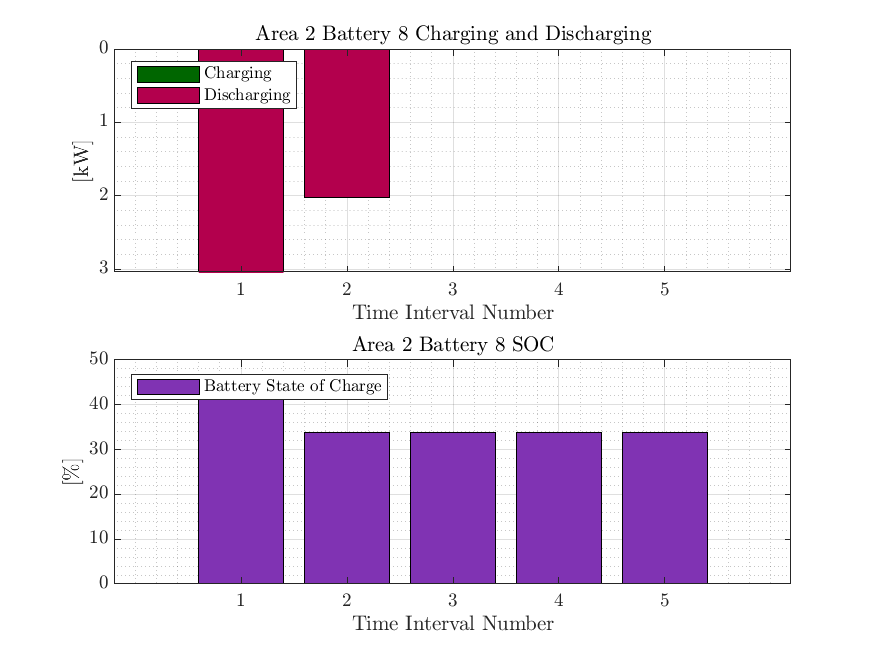 Area 2 Battery 8 Charging and Discharging
0
1
2
3
[kW]
Charging
Discharging
1 2 3 4 5
Time Interval Number
Area 2 Battery 8 SOC
50
40
30
20
10
0
[%]
Battery State of Charge
1 2 3 4 5
Time Interval Number